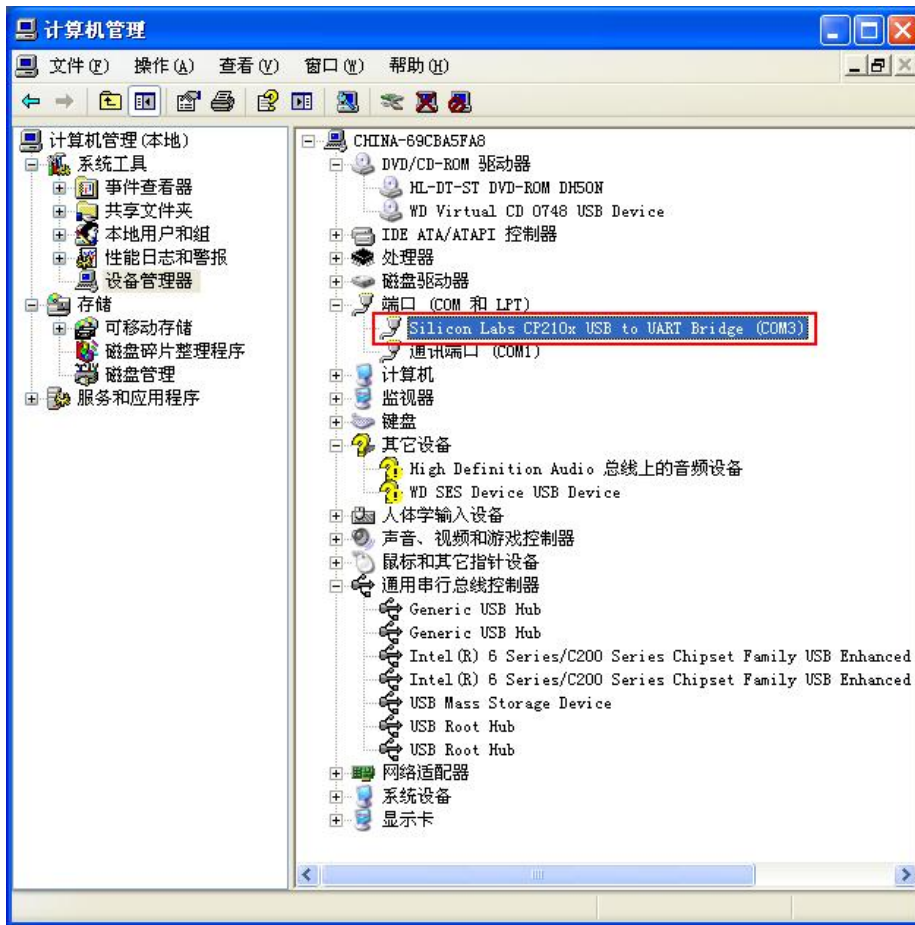 计算机管理
文件(F) 操作(A) 查看(V) 窗口(W) 帮助(H)
计算机管理(本地)
系统工具
事件查看器
共享文件夹
本地用户和组
性能日志和警报
设备管理器
存储
可移动存储
磁盘碎片整理程序
磁盘管理
服务和应用程序
CHINA-69CBA5FA8
DVD/CD-ROM 驱动器
HL-DT-ST DVD-ROM DH50N
WD Virtual CD 0748 USB Device
IDE ATA/ATAPI 控制器
处理器
磁盘驱动器
端口 (COM 和 LPT)
Silicon Labs CP210x USB to UART Bridge (COM3)
通讯端口 (COM1)
计算机
监视器
键盘
其它设备
High Definition Audio 总线上的音频设备
WD SES Device USB Device
人体学输入设备
声音、视频和游戏控制器
鼠标和其它指针设备
通用串行总线控制器
Generic USB Hub
Generic USB Hub
Intel(R) 6 Series/C200 Series Chipset Family USB Enhanced
Intel(R) 6 Series/C200 Series Chipset Family USB Enhanced
USB Mass Storage Device
USB Root Hub
USB Root Hub
网络适配器
系统设备
显示卡